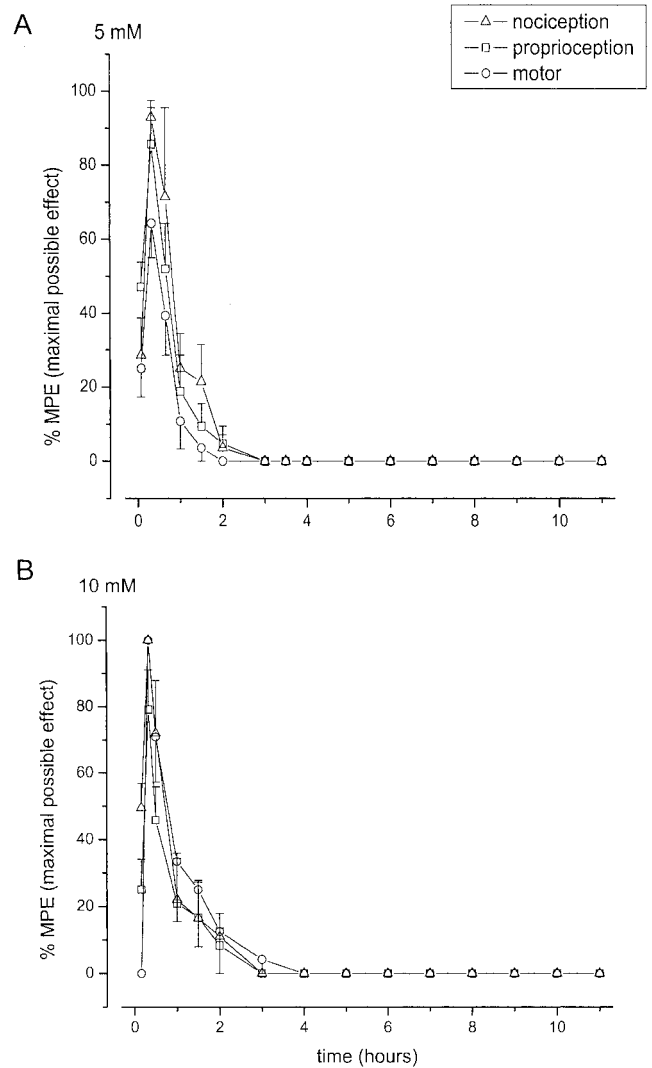 A
5 mM
nociception
proprioception
motor
% MPE (maximal possible effect)
100
80
60
40
20
0
0 2 4 6 8 10
B
10 mM
% MPE (maximal possible effect)
100
80
60
40
20
0
0 2 4 6 8 10
time (hours)